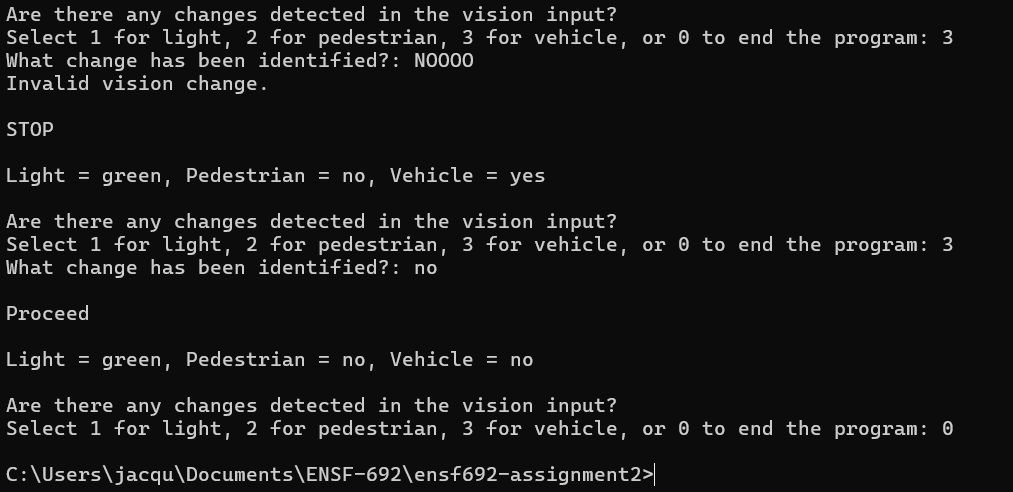 Are there any changes detected in the vision input?
Select 1 for light, 2 for pedestrian, 3 for vehicle, or 0 to end the program: 3
What change has been identified?: NOOOO
Invalid vision change.
STOP
Light = green, Pedestrian = no, Vehicle = yes
Are there any changes detected in the vision input?
Select 1 for light, 2 for pedestrian, 3 for vehicle, or 0 to end the program: 3
What change has been identified?: no
Proceed
Light = green, Pedestrian = no, Vehicle = no
Are there any changes detected in the vision input?
Select 1 for light, 2 for pedestrian, 3 for vehicle, or 0 to end the program: 0
C:\Users\jacqu\Documents\ENSF-692\ensf692-assignment2>